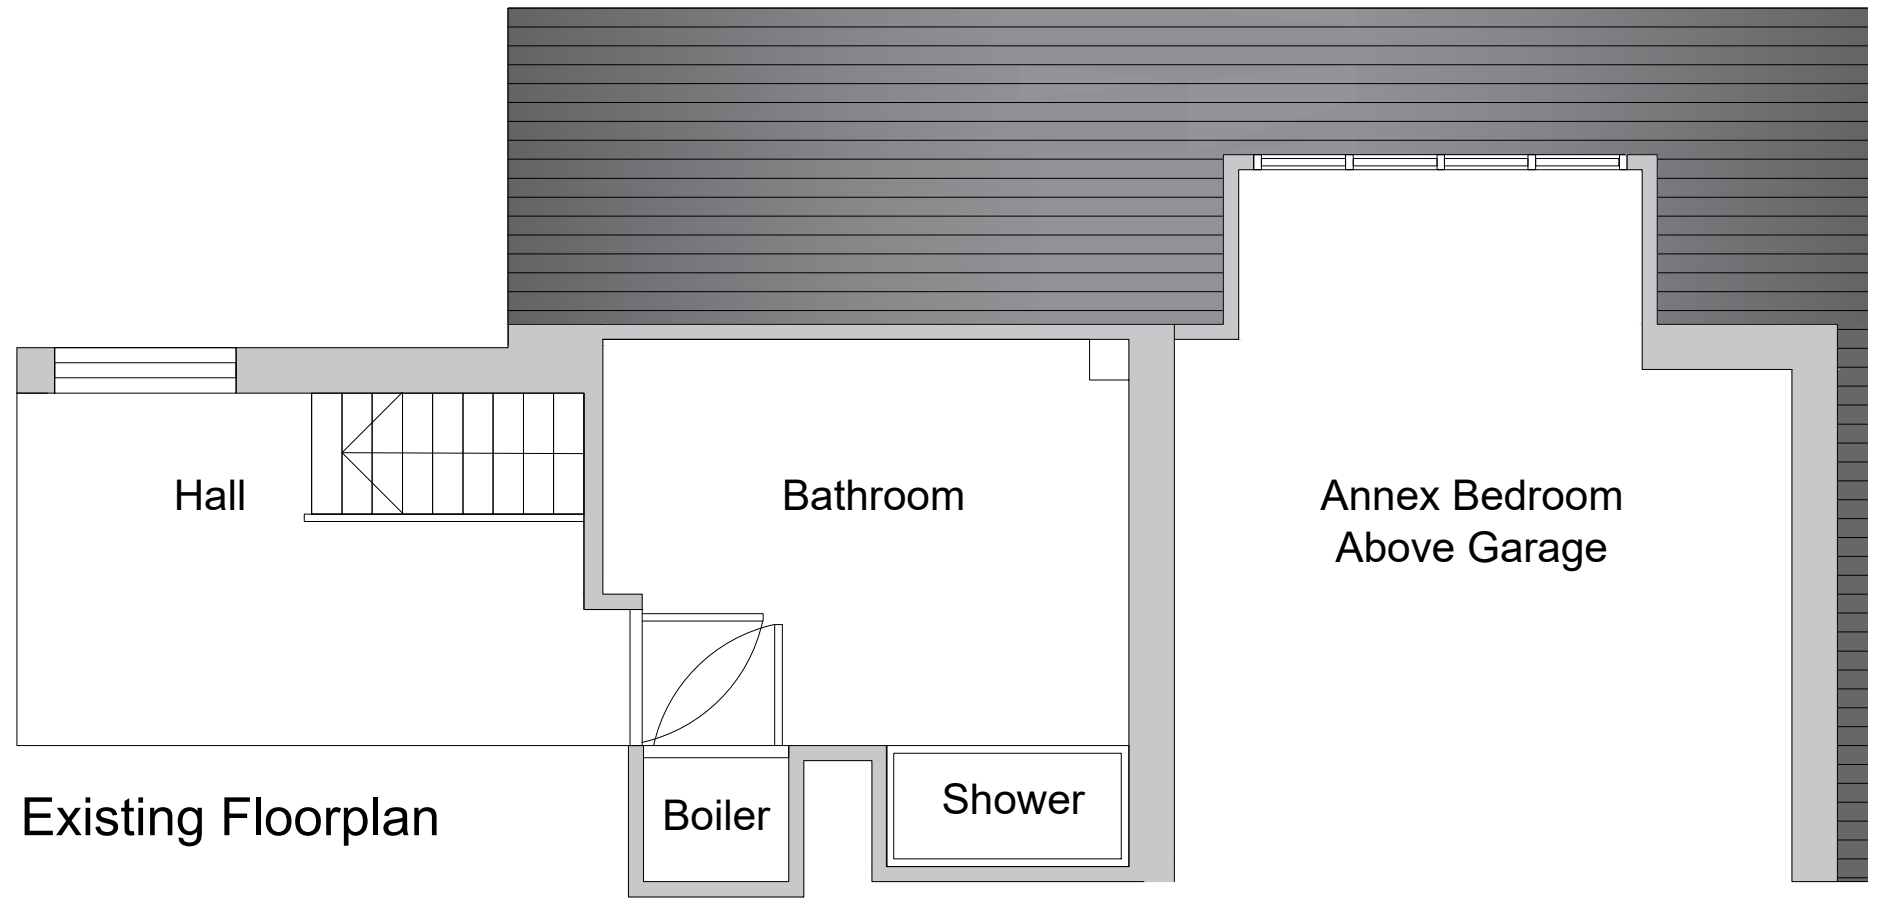 Hall
Bathroom
Annex Bedroom
Above Garage
Existing Floorplan
Boiler
Shower